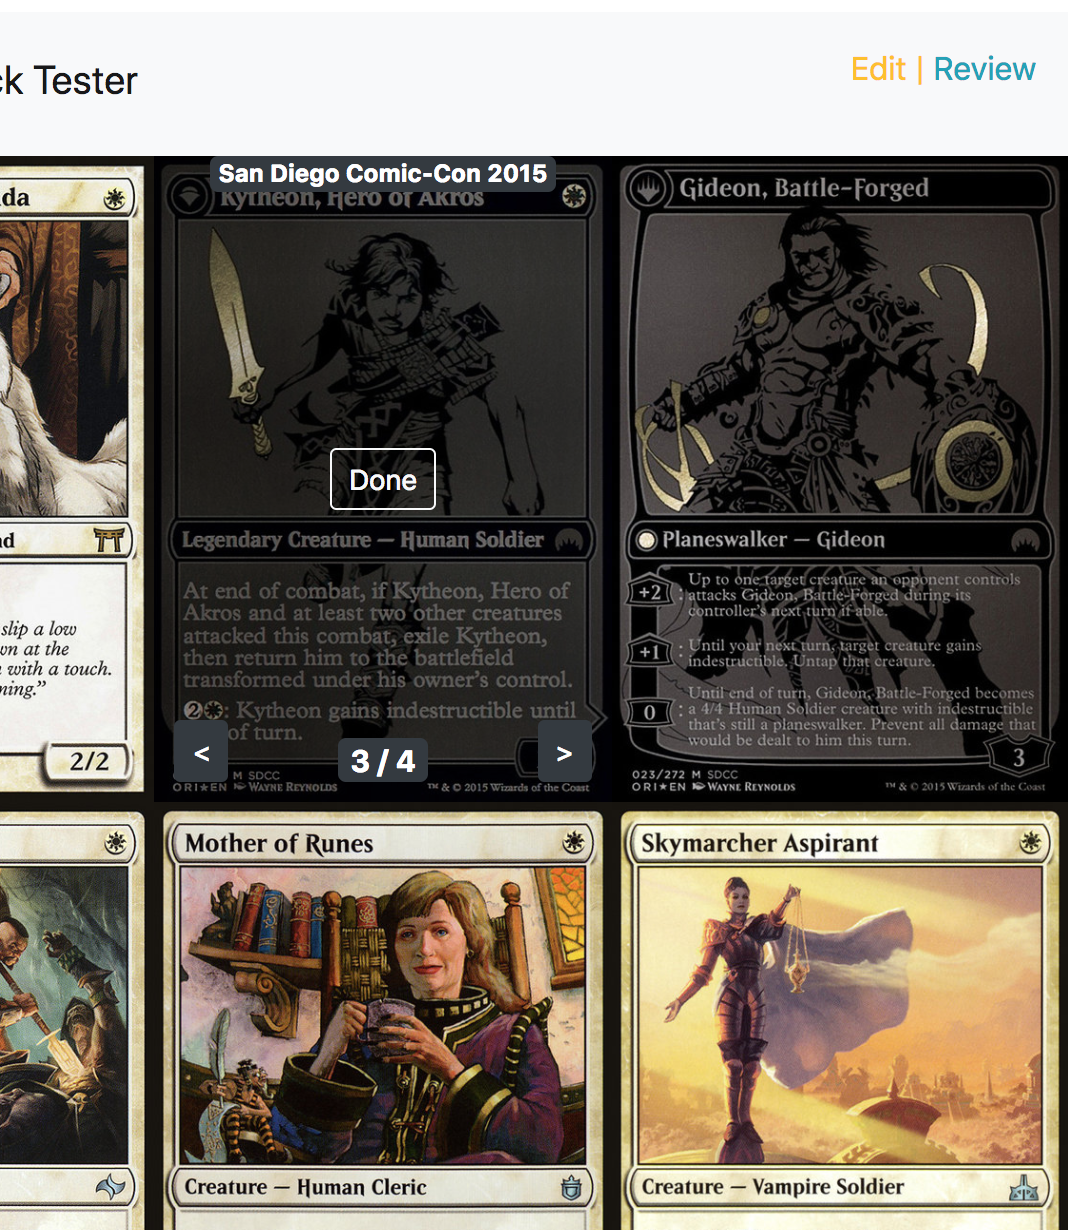 ck Tester
Edit | Review
San Diego Comic-Con 2015
da
Kytheon, Hero of Akros
Gideon, Battle-Forged
Done
d
Legendary Creature — Human Soldier
Planeswalker — Gideon
At end of combat, if Kytheon, Hero of
Akros and at least two other creatures
attacked this combat, exile Kytheon,
then return him to the battlefield
transformed under his owner's control.
2: Kytheon gains indestructible until
of turn.
+2: Up to one target creature an opponent controls
attacks Gideon, Battle-Forged during its
controller's next turn if able.
+1: Until your next turn, target creature gains
indestructible. Untap that creature.
0: Until end of turn, Gideon, Battle-Forged becomes
a 4/4 Human Soldier creature with indestructible
that's still a planeswalker. Prevent all damage that
would be dealt to him this turn.
3
slip a low
wn at the
with a touch.
ning.”
2/2
<
3 / 4
>
M SDCC
ORI★EN WAYNE REYNOLDS
™ & © 2015 Wizards of the Coast
023/272 M SDCC
ORI★EN WAYNE REYNOLDS
™ & © 2015 Wizards of the Coast
Mother of Runes
Skymarcher Aspirant
Creature — Human Cleric
Creature — Vampire Soldier